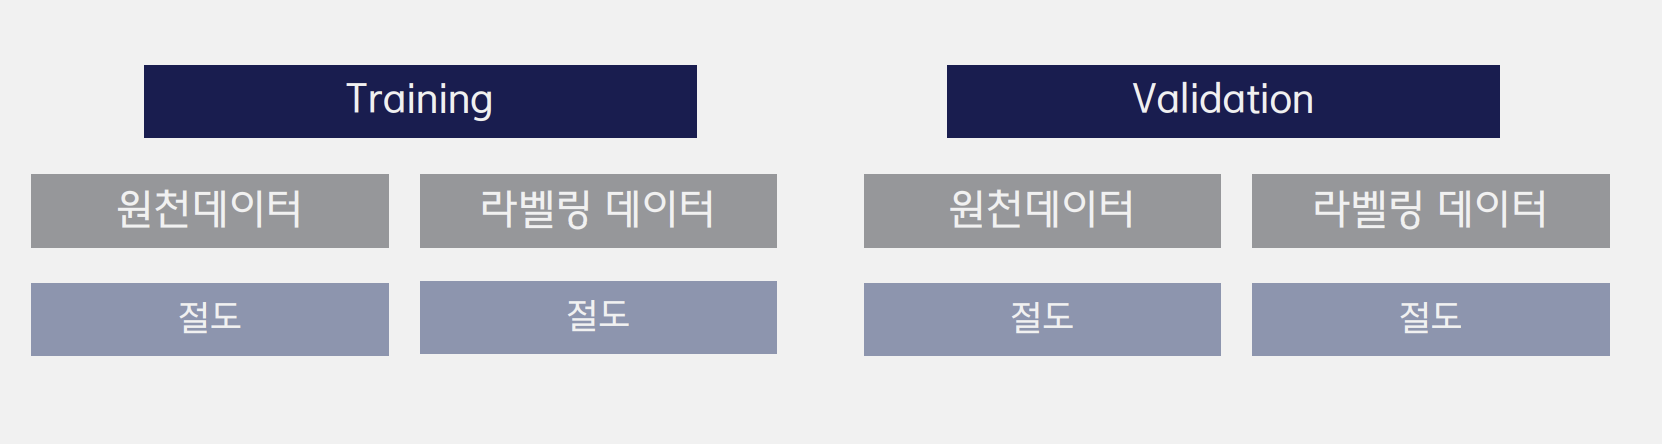 Training
Validation
원천데이터
라벨링 데이터
원천데이터
라벨링 데이터
절도
절도
절도
절도